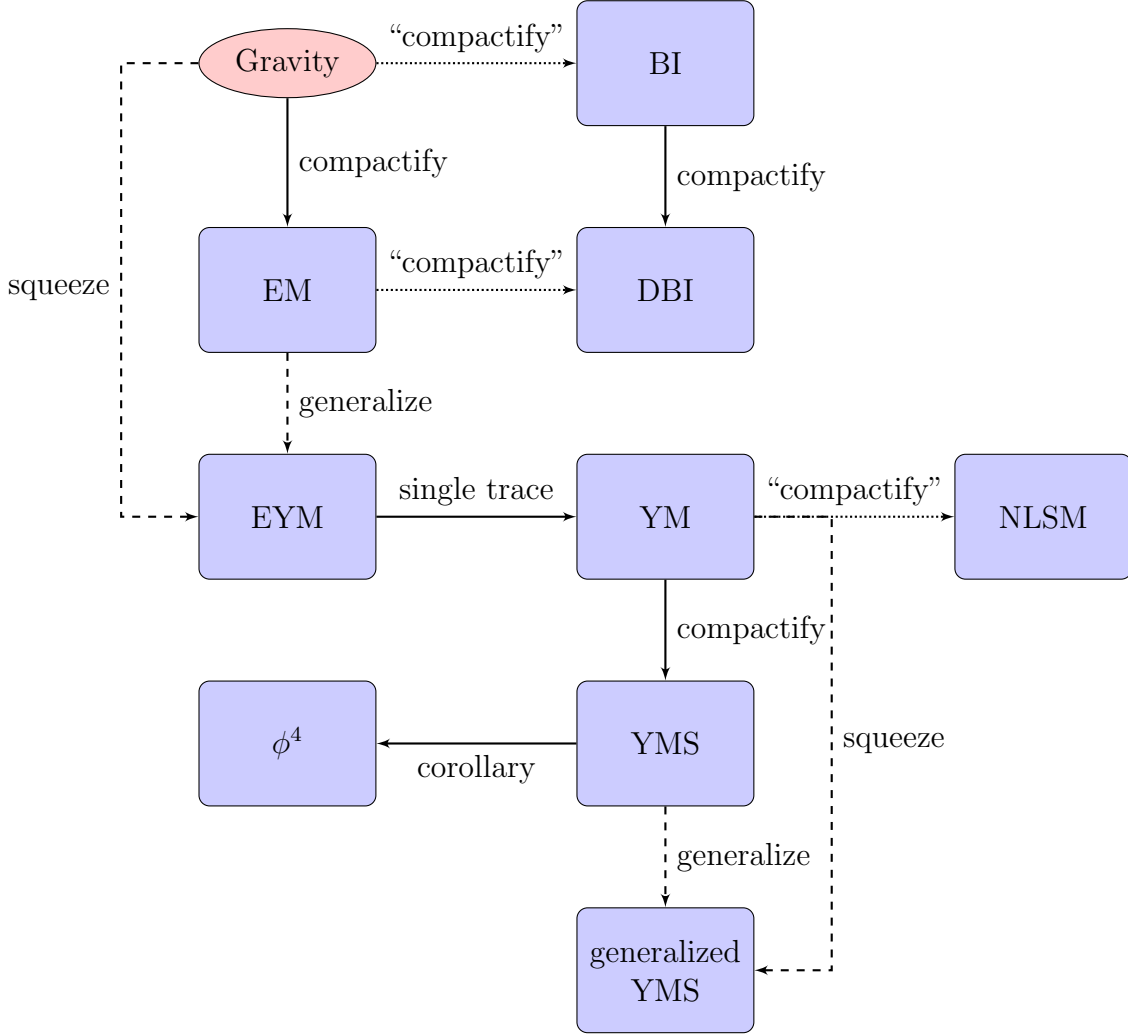 “compactify”
Gravity
BI
compactify
compactify
“compactify”
squeeze
EM
DBI
generalize
single trace
“compactify”
EYM
YM
NLSM
compactify
ϕ⁴
YMS
squeeze
corollary
generalize
generalized
YMS